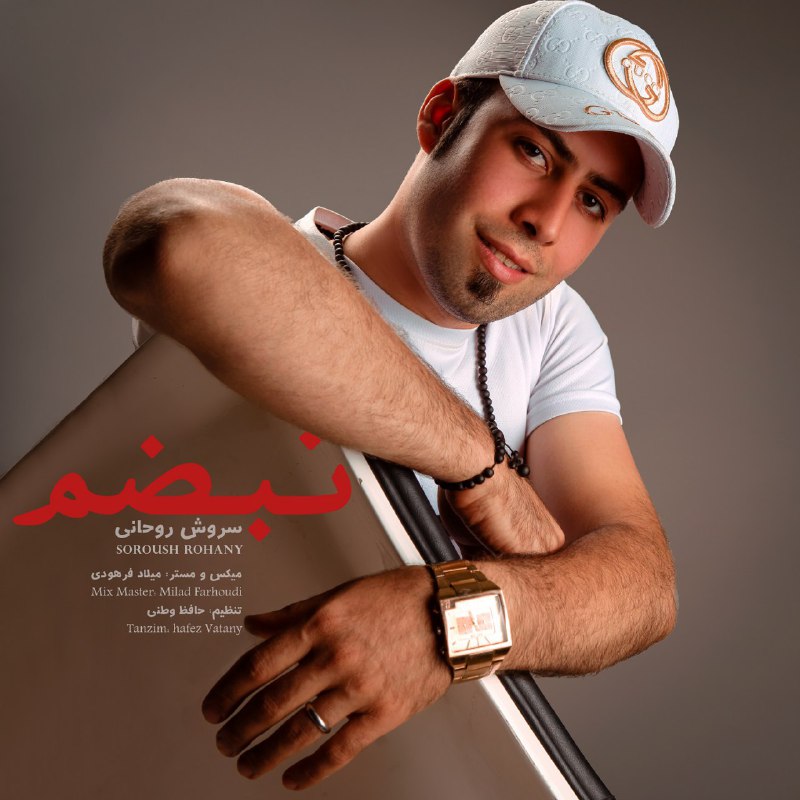 نبضم
سروش روحانی
SOROUSH ROHANY
میکس و مستر: میلاد فرهودی
Mix Master: Milad Farhoudi
تنظیم: حافظ وطنی
Tanzim: hafez Vatany